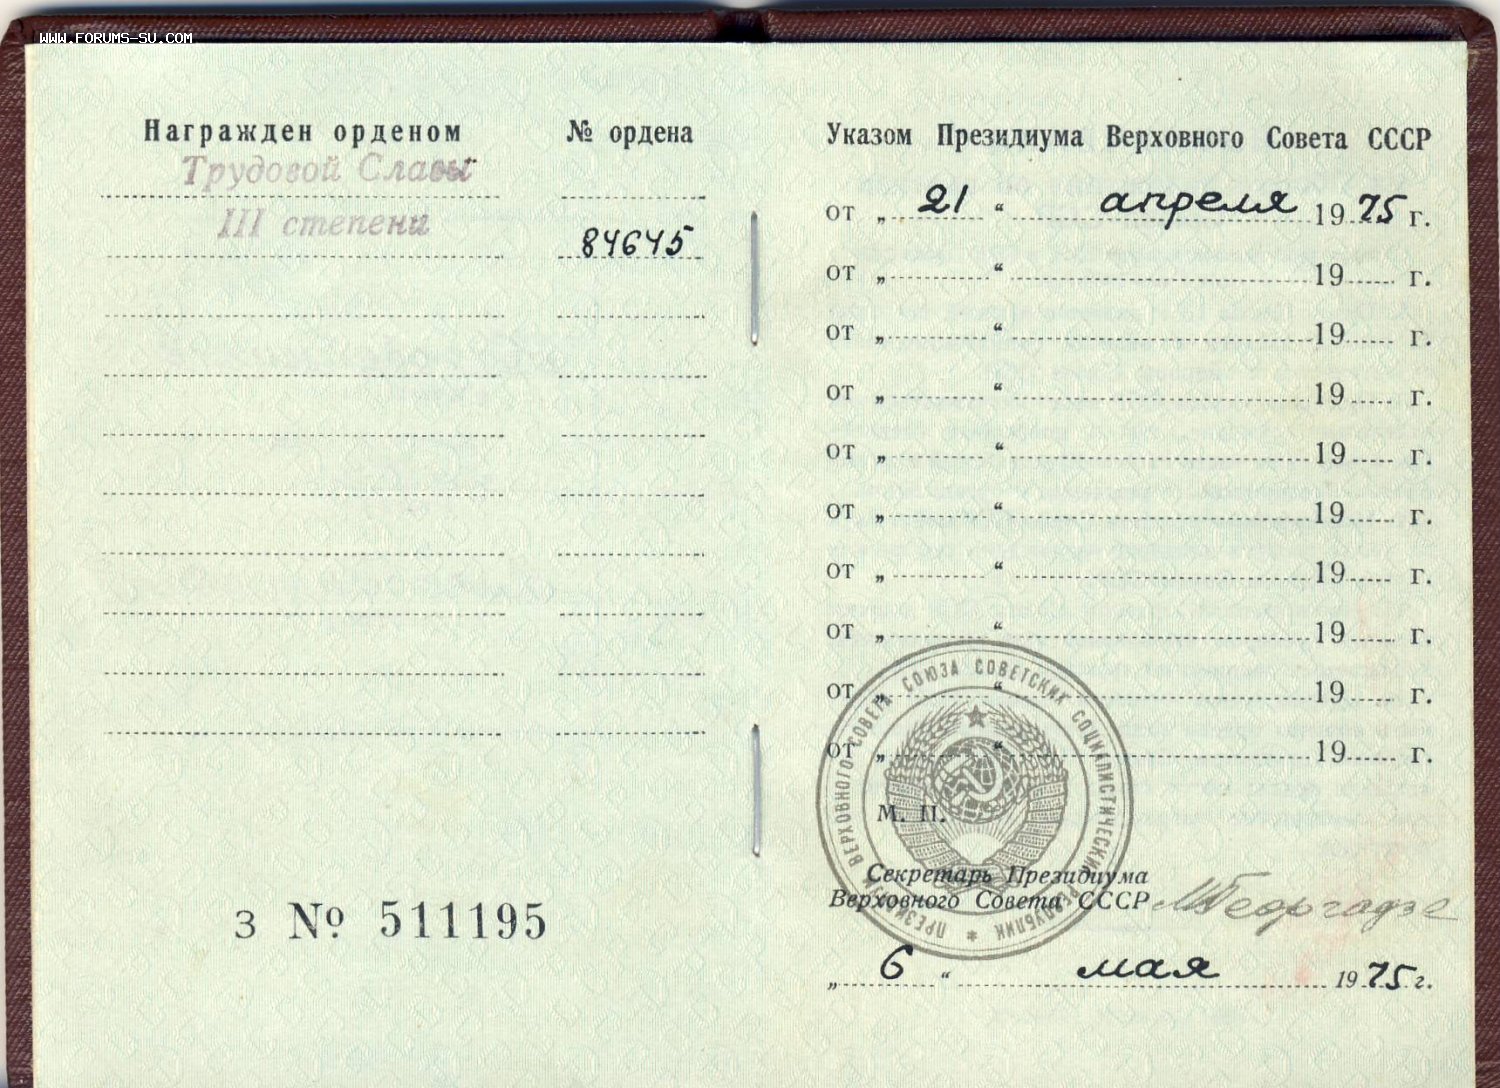 WWW.FORUMS-SU.COM
Награжден орденом
№ ордена
Трудовой Славы
III степени
84645
З № 511195
Указом Президиума Верховного Совета СССР
от „ 21 “ апреля 1975 г.
от „ “ 19 г.
от „ “ 19 г.
от „ “ 19 г.
от „ “ 19 г.
от „ “ 19 г.
от „ “ 19 г.
от „ “ 19 г.
от „ “ 19 г.
от „ “ 19 г.
ПРЕЗИДИУМ ВЕРХОВНОГО СОВЕТА СОЮЗА СОВЕТСКИХ СОЦИАЛИСТИЧЕСКИХ РЕСПУБЛИК *
М. П.
Секретарь Президиума
Верховного Совета СССР МГеоргадзе
„ 6 “ мая 1975 г.